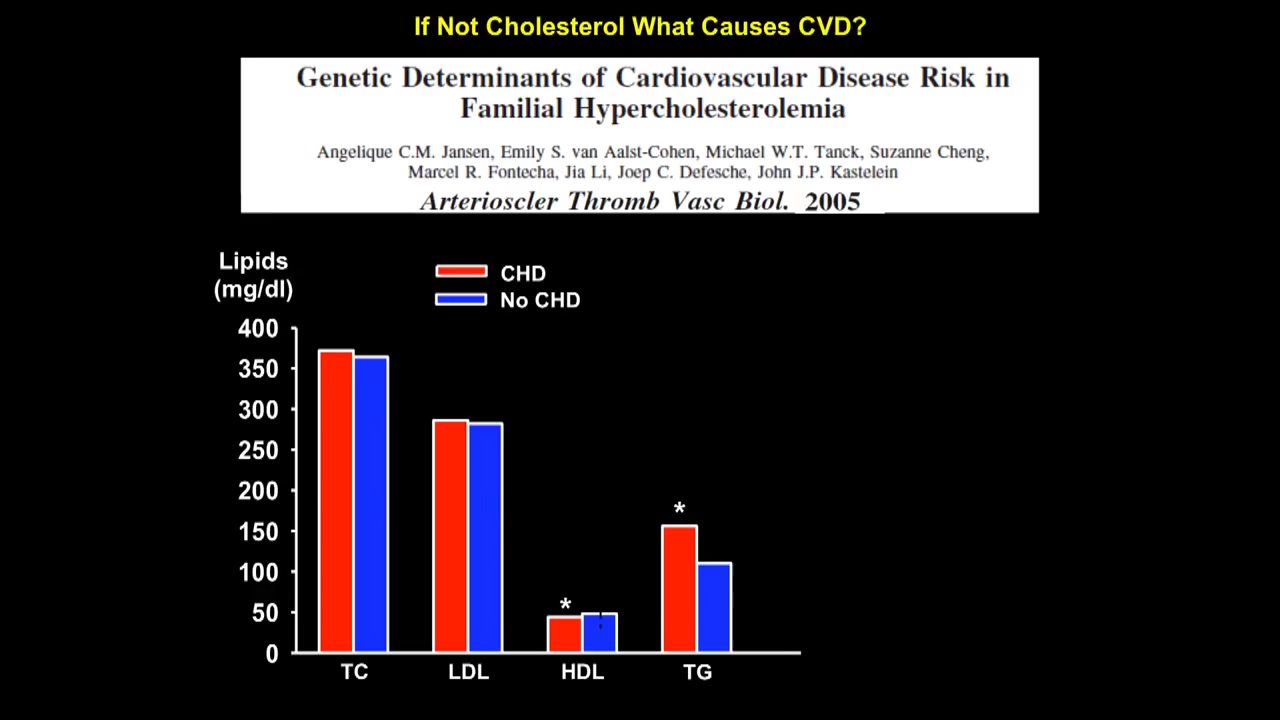 If Not Cholesterol What Causes CVD?
Genetic Determinants of Cardiovascular Disease Risk in
Familial Hypercholesterolemia
Angelique C.M. Jansen, Emily S. van Aalst-Cohen, Michael W.T. Tanck, Suzanne Cheng,
Marcel R. Fontecha, Jia Li, Joep C. Defesche, John J.P. Kastelein
Arterioscler Thromb Vasc Biol. 2005
Lipids
(mg/dl)
CHD
No CHD
400
350
300
250
200
150
100
50
0
*
*
TC LDL HDL TG